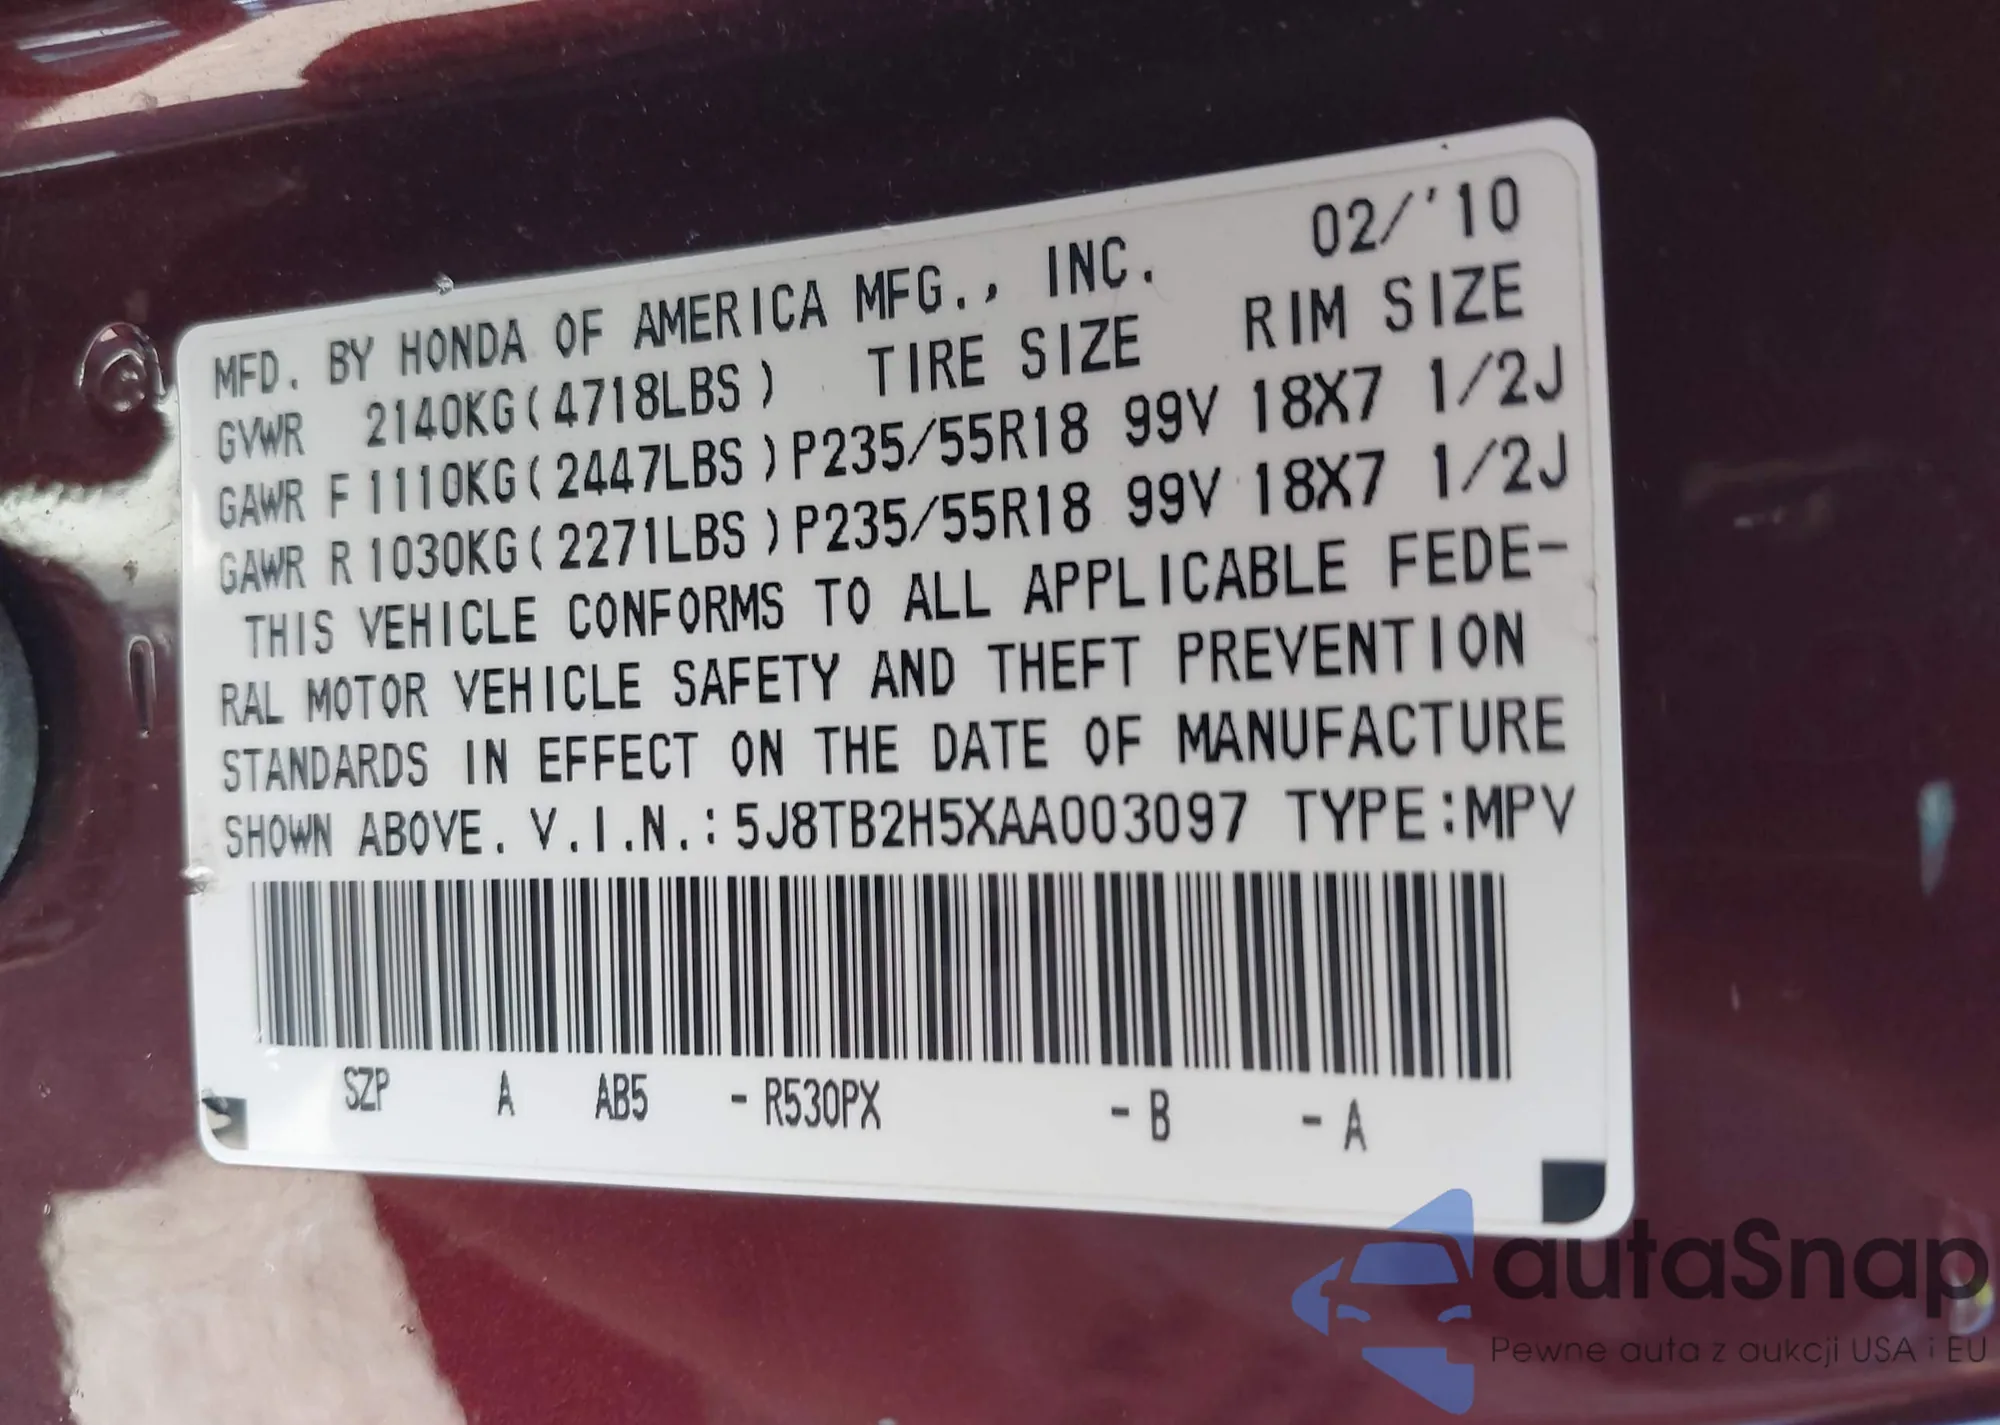 MFD. BY HONDA OF AMERICA MFG., INC. 02/'10
GVWR 2140KG(4718LBS) TIRE SIZE RIM SIZE
GAWR F 1110KG(2447LBS)P235/55R18 99V 18X7 1/2J
GAWR R 1030KG(2271LBS)P235/55R18 99V 18X7 1/2J
THIS VEHICLE CONFORMS TO ALL APPLICABLE FEDE-
RAL MOTOR VEHICLE SAFETY AND THEFT PREVENTION
STANDARDS IN EFFECT ON THE DATE OF MANUFACTURE
SHOWN ABOVE. V.I.N.:5J8TB2H5XAA003097 TYPE:MPV
SZP A AB5 -R530PX -B -A
autaSnap
Pewne auta z aukcji USA i EU